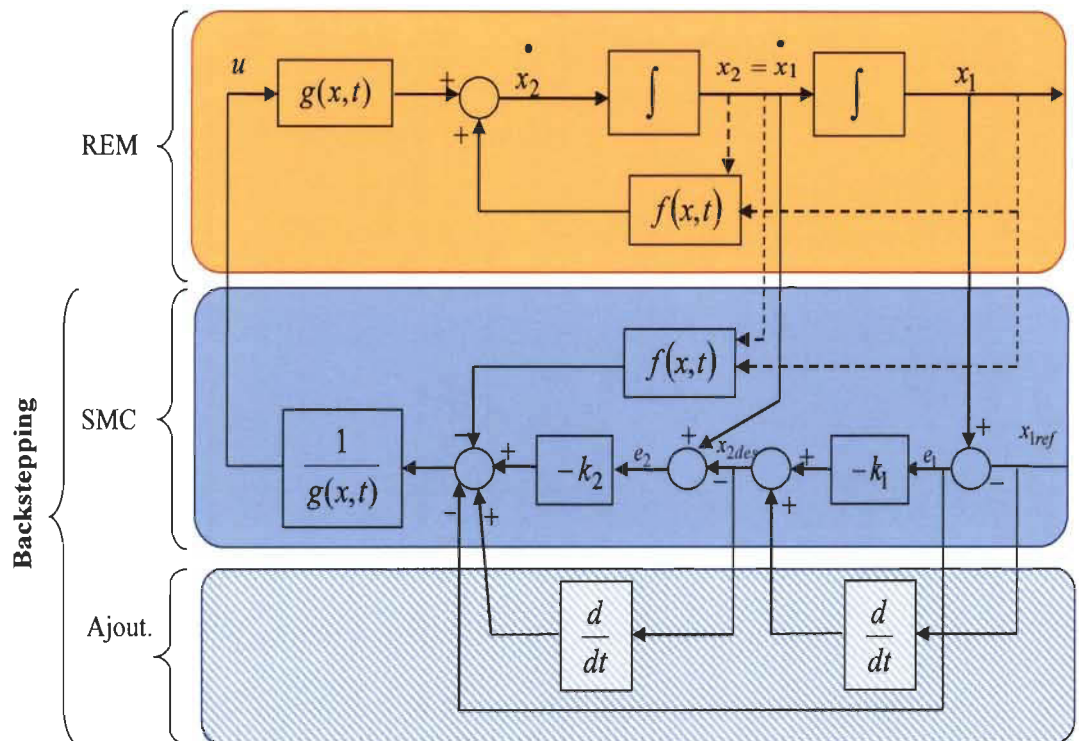 REM
u
g(x,t)
+
+
ẋ₂
∫
x₂ = ẋ₁
∫
x₁
f(x,t)
Backstepping
SMC
f(x,t)
1
g(x,t)
−
+
−
+
−k₂
e₂
+
−
x₂des
+
+
−k₁
e₁
+
−
x₁ref
Ajout.
d
dt
d
dt